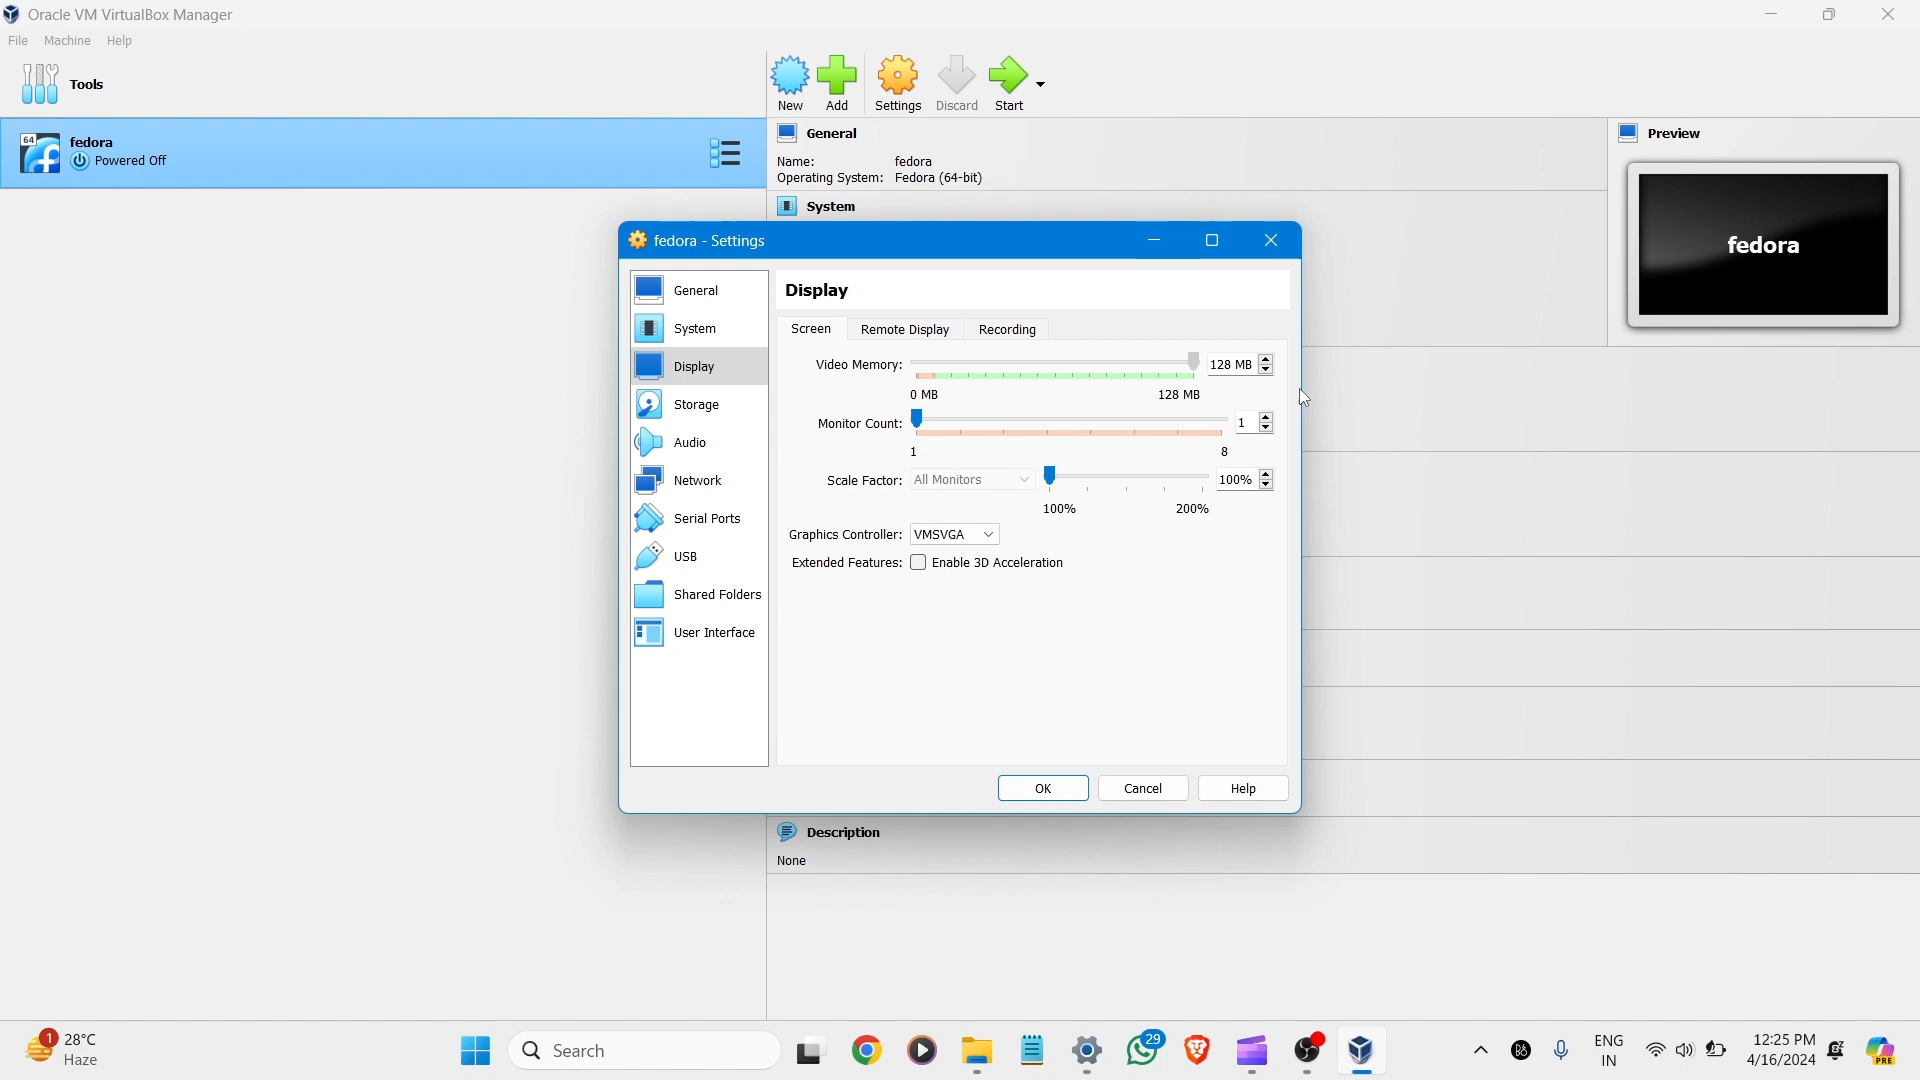 Oracle VM VirtualBox Manager
File Machine Help
Tools
New Add Settings Discard Start
64
fedora
Powered Off
General
Name: fedora
Operating System: Fedora (64-bit)
System
Preview
fedora
fedora - Settings
General
System
Display
Storage
Audio
Network
Serial Ports
USB
Shared Folders
User Interface
Display
Screen Remote Display Recording
Video Memory: 128 MB
0 MB 128 MB
Monitor Count: 1
1 8
Scale Factor: All Monitors 100%
100% 200%
Graphics Controller: VMSVGA
Extended Features: Enable 3D Acceleration
OK Cancel Help
Description
None
1
28°C
Haze
Search
29
ENG
IN
12:25 PM
4/16/2024
PRE